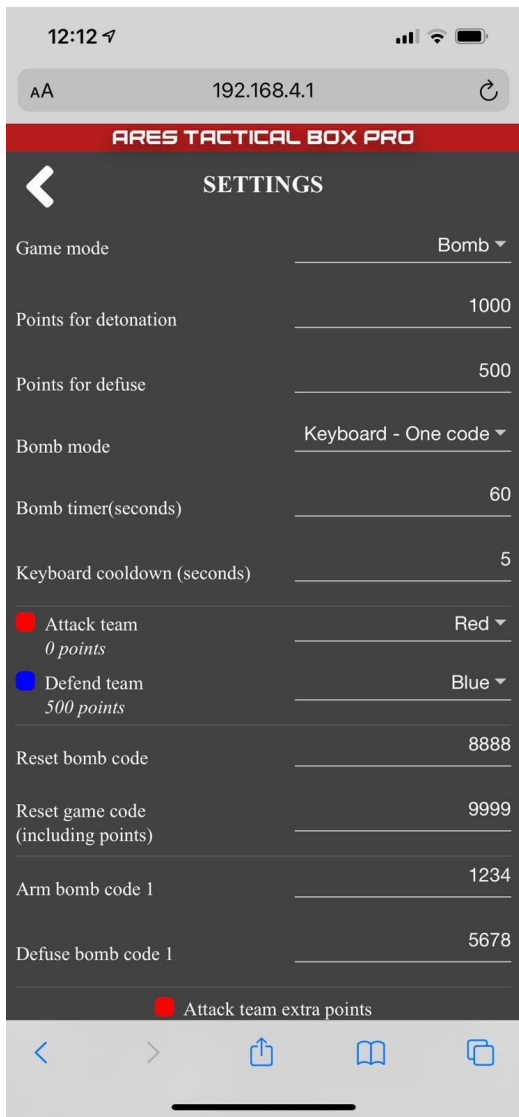 12:12
AA
192.168.4.1
ARES TACTICAL BOX PRO
SETTINGS
Game mode
Bomb
Points for detonation
1000
Points for defuse
500
Bomb mode
Keyboard - One code
Bomb timer(seconds)
60
Keyboard cooldown (seconds)
5
Attack team
Red
0 points
Defend team
Blue
500 points
Reset bomb code
8888
Reset game code
(including points)
9999
Arm bomb code 1
1234
Defuse bomb code 1
5678
Attack team extra points